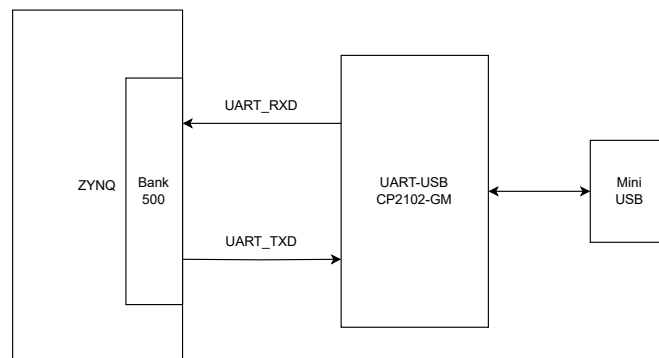 ZYNQ
Bank
500
UART_RXD
UART_TXD
UART-USB
CP2102-GM
Mini
USB